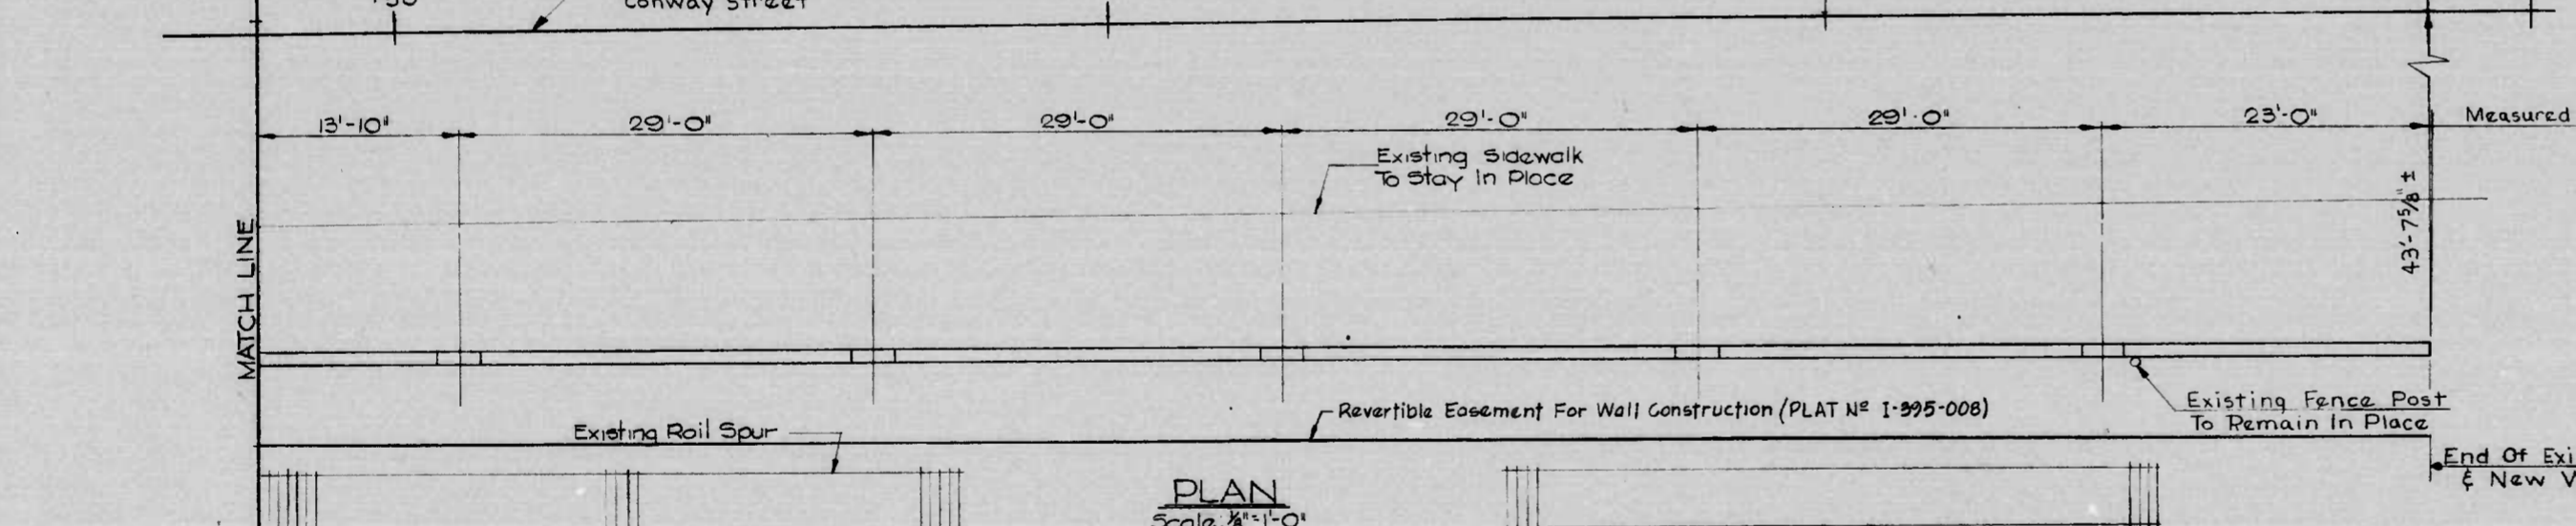 Conway Street
13'-10"
29'-0"
29'-0"
29'-0"
29'-0"
23'-0"
Measured
Existing Sidewalk
To Stay In Place
43'-7 5/8" ±
MATCH LINE
Revertible Easement For Wall Construction (PLAT Nº I-395-008)
Existing Fence Post
To Remain In Place
Existing Rail Spur
End Of
& New
PLAN
Scale 1/8"=1'-0"